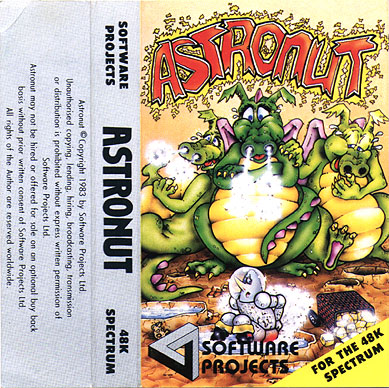 Astronut © Copyright 1983 by Software Projects Ltd.
Unauthorised copying, lending, hiring, broadcasting, transmission
or distribution is prohibited without express written permission of
Software Projects Ltd.
Astronut may not be hired or offered for sale on an optional buy back
basis without prior written consent of Software Projects Ltd.
All rights of the Author are reserved worldwide.
SOFTWARE
PROJECTS
ASTRONUT
48K
SPECTRUM
ASTRONUT
SOFTWARE
PROJECTS
FOR THE 48K
SPECTRUM